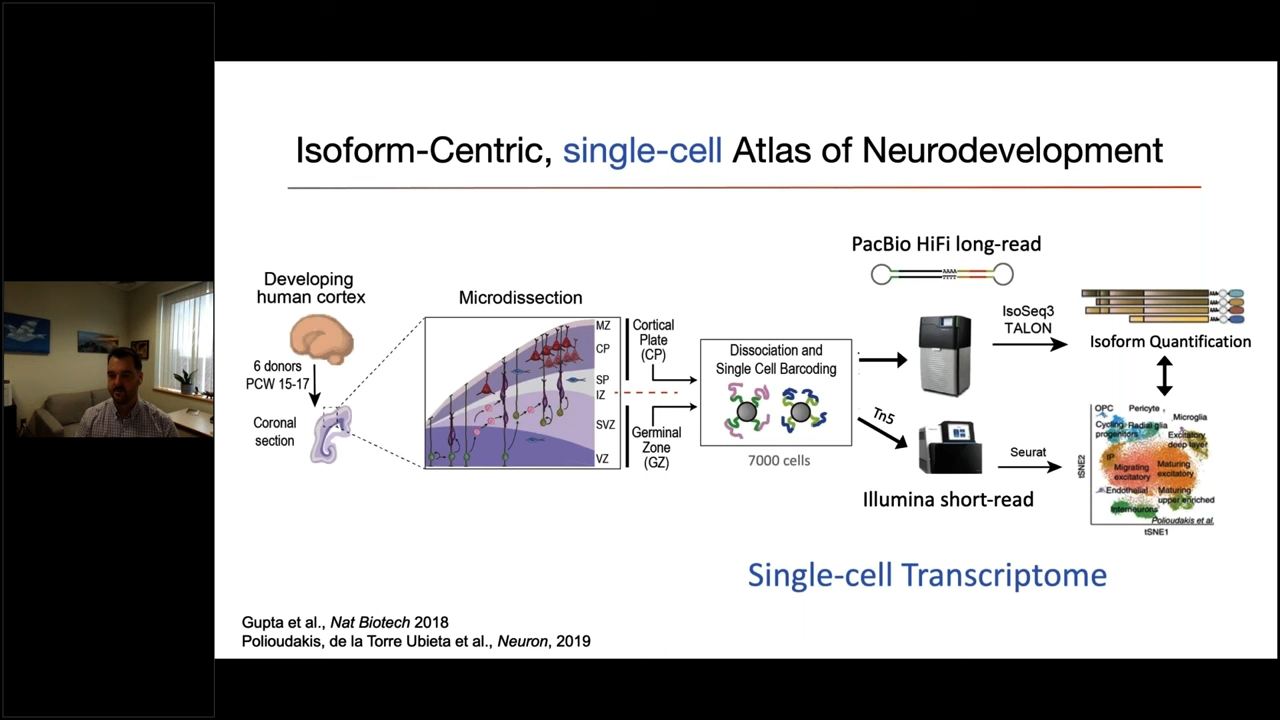 Isoform-Centric, single-cell Atlas of Neurodevelopment
Developing
human cortex
6 donors
PCW 15-17
Coronal
section
Microdissection
MZ
CP
SP
IZ
SVZ
VZ
Cortical
Plate
(CP)
Germinal
Zone
(GZ)
Dissociation and
Single Cell Barcoding
7000 cells
PacBio HiFi long-read
AAAA
TTTT
IsoSeq3
TALON
Isoform Quantification
Tn5
Illumina short-read
Seurat
OPC
Pericyte
Microglia
Cycling
progenitors
Radial glia
Excitatory
deep layer
IP
Migrating
excitatory
Maturing
excitatory
Endothelial
Maturing
upper enriched
Interneurons
Polioudakis et al.
tSNE2
tSNE1
Single-cell Transcriptome
Gupta et al., Nat Biotech 2018
Polioudakis, de la Torre Ubieta et al., Neuron, 2019